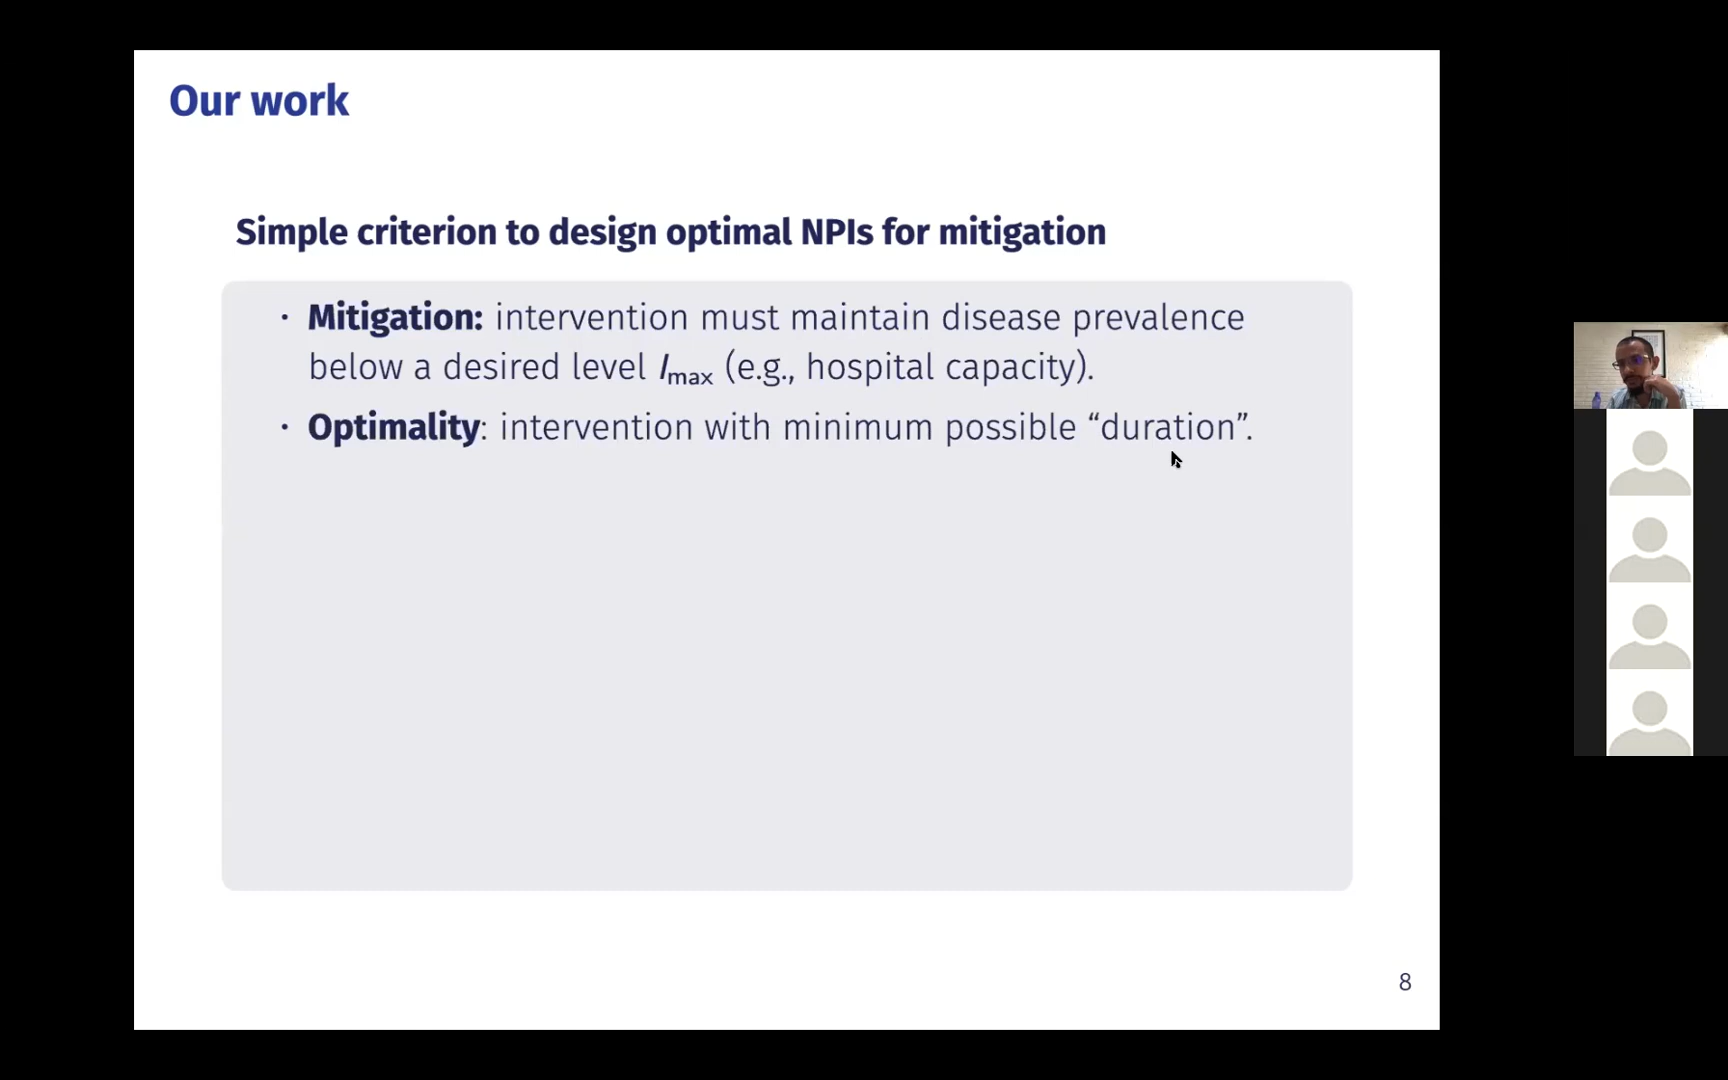 Our work
Simple criterion to design optimal NPIs for mitigation
· Mitigation: intervention must maintain disease prevalence
below a desired level Imax (e.g., hospital capacity).
· Optimality: intervention with minimum possible “duration”.
8